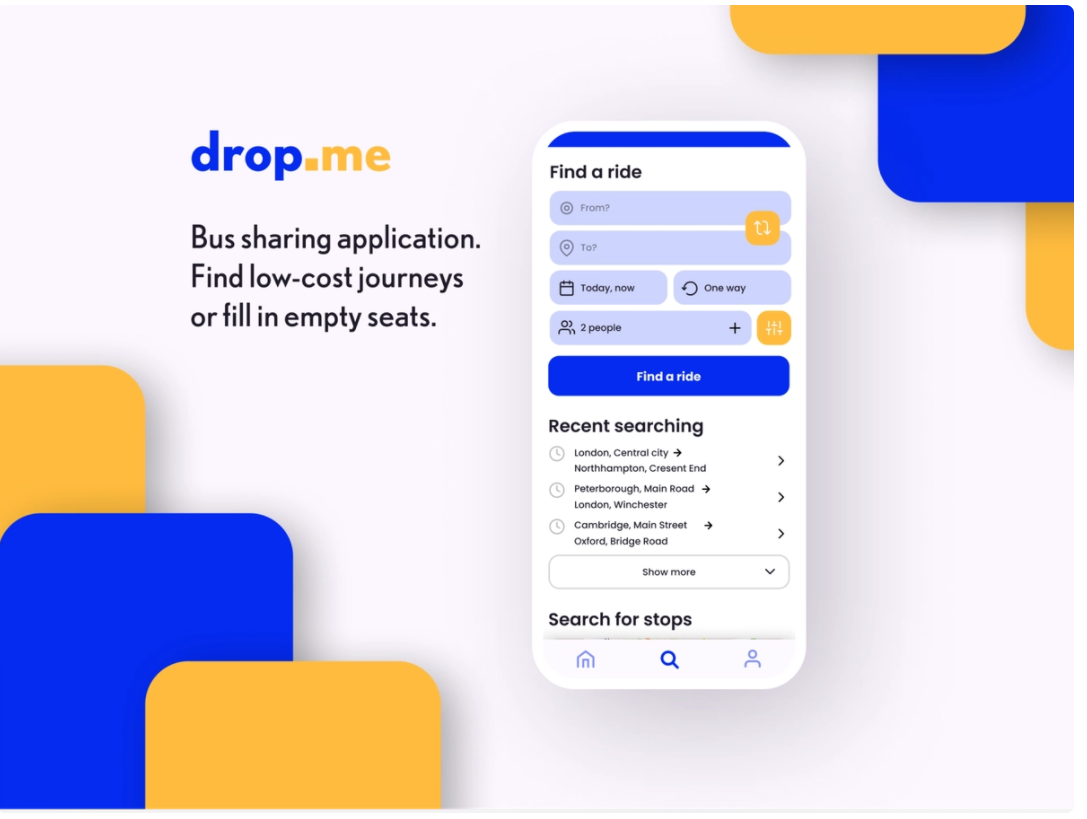 drop.me
Bus sharing application.
Find low-cost journeys
or fill in empty seats.
Find a ride
From?
To?
Today, now
One way
2 people
Find a ride
Recent searching
London, Central city →
Northhampton, Cresent End
Peterborough, Main Road →
London, Winchester
Cambridge, Main Street →
Oxford, Bridge Road
Show more
Search for stops